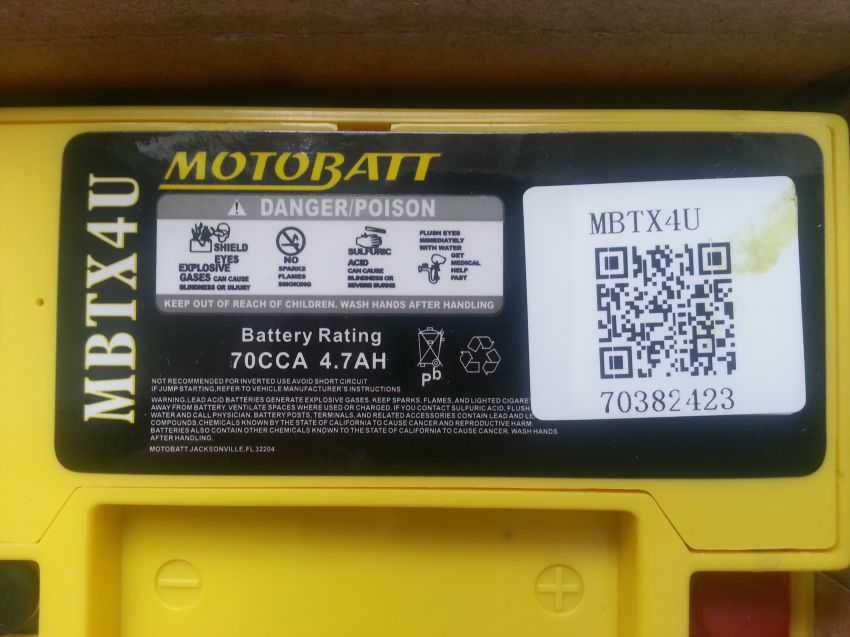 MBTX4U
MOTOBATT
DANGER/POISON
SHIELD
EYES
EXPLOSIVE
GASES CAN CAUSE
BLINDNESS OR INJURY
NO
SPARKS
FLAMES
SMOKING
SULFURIC
ACID
CAN CAUSE
BLINDNESS OR
SEVERE BURNS
FLUSH EYES
IMMEDIATELY
WITH WATER
GET
MEDICAL
HELP
FAST
KEEP OUT OF REACH OF CHILDREN. WASH HANDS AFTER HANDLING
Battery Rating
70CCA 4.7AH
Pb
NOT RECOMMENDED FOR INVERTED USE AVOID SHORT CIRCUIT
IF JUMP STARTING,REFER TO VEHICLE MANUFACTURER'S INSTRUCTIONS
WARNING,LEAD ACID BATTERIES GENERATE EXPLOSIVE GASES. KEEP SPARKS, FLAMES, AND LIGHTED
AWAY FROM BATTERY. VENTILATE SPACES WHERE USED OR CHARGED. IF YOU CONTACT SULFURIC ACID, FLUSH
WATER AND CALL PHYSICIAN. BATTERY POSTS, TERMINALS, AND RELATED ACCESSORIES CONTAIN LEAD AND
COMPOUNDS,CHEMICALS KNOWN BY THE STATE OF CALIFORNIA TO CAUSE CANCER AND REPRODUCTIVE HARM.
BATTERIES ALSO CONTAIN OTHER CHEMICALS KNOWN TO THE STATE OF CALIFORNIA TO CAUSE CANCER. WASH HANDS
AFTER HANDLING.
MOTOBATT JACKSONVILLE,FL 32204
MBTX4U
70382423